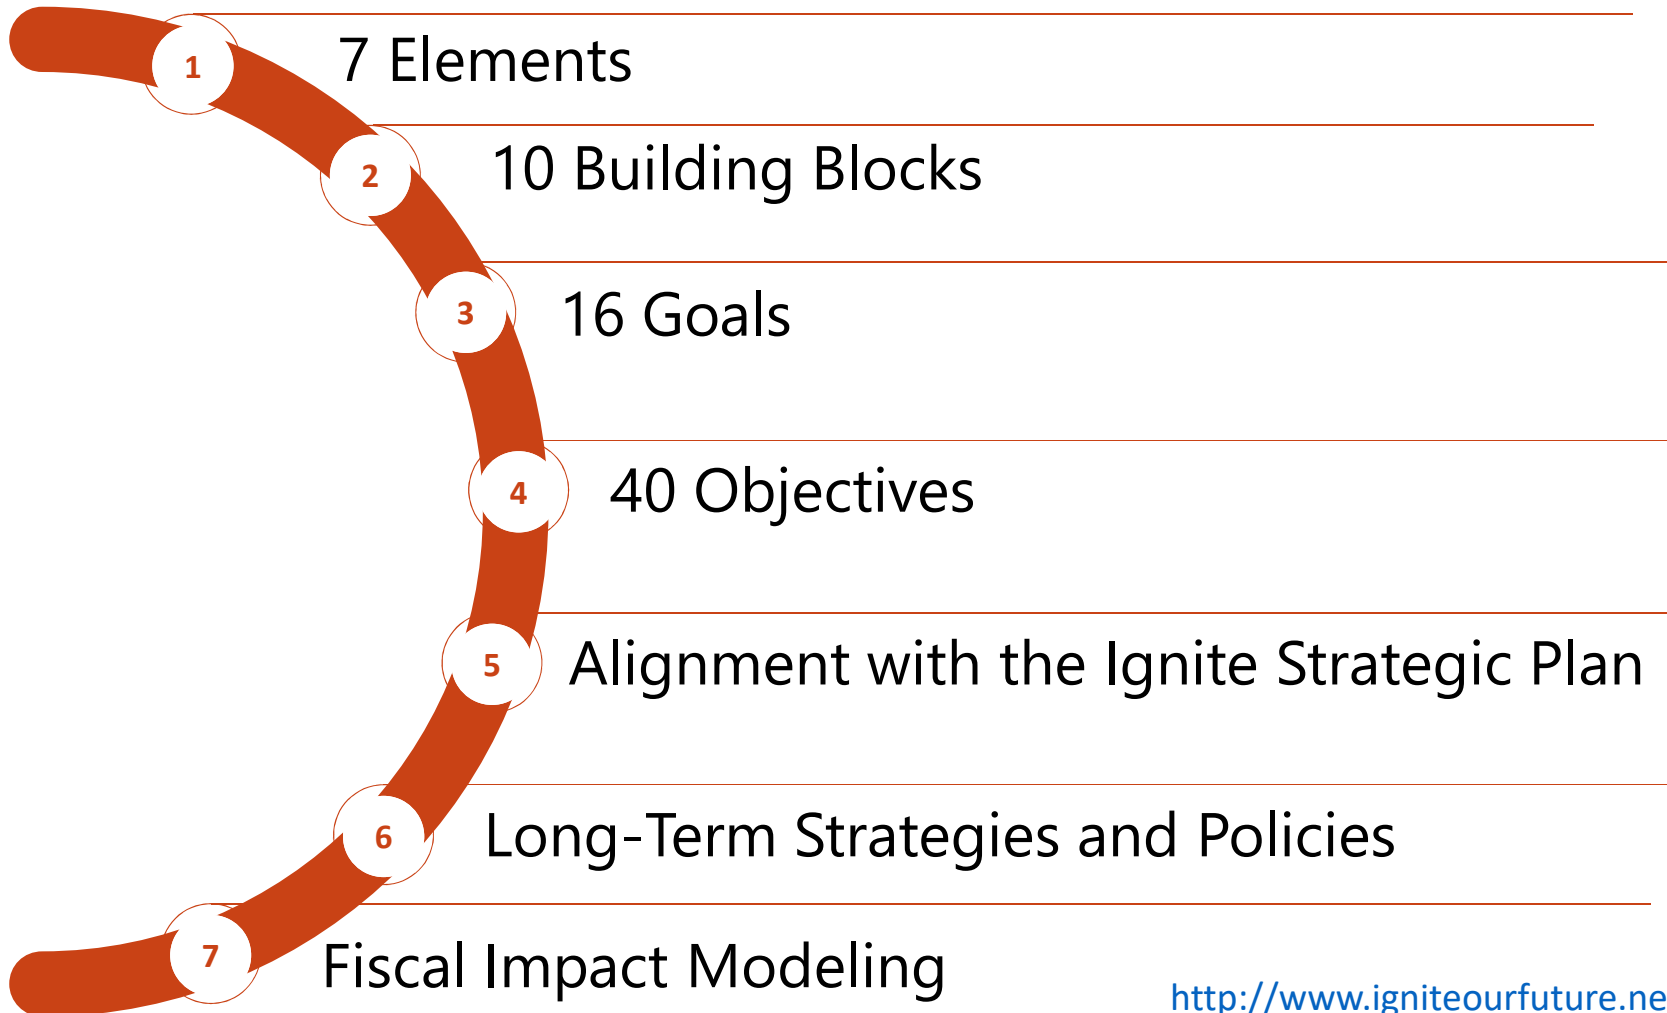 1
7 Elements
2
10 Building Blocks
3
16 Goals
4
40 Objectives
5
Alignment with the Ignite Strategic Plan
6
Long-Term Strategies and Policies
7
Fiscal Impact Modeling
http://www.igniteourfuture.ne